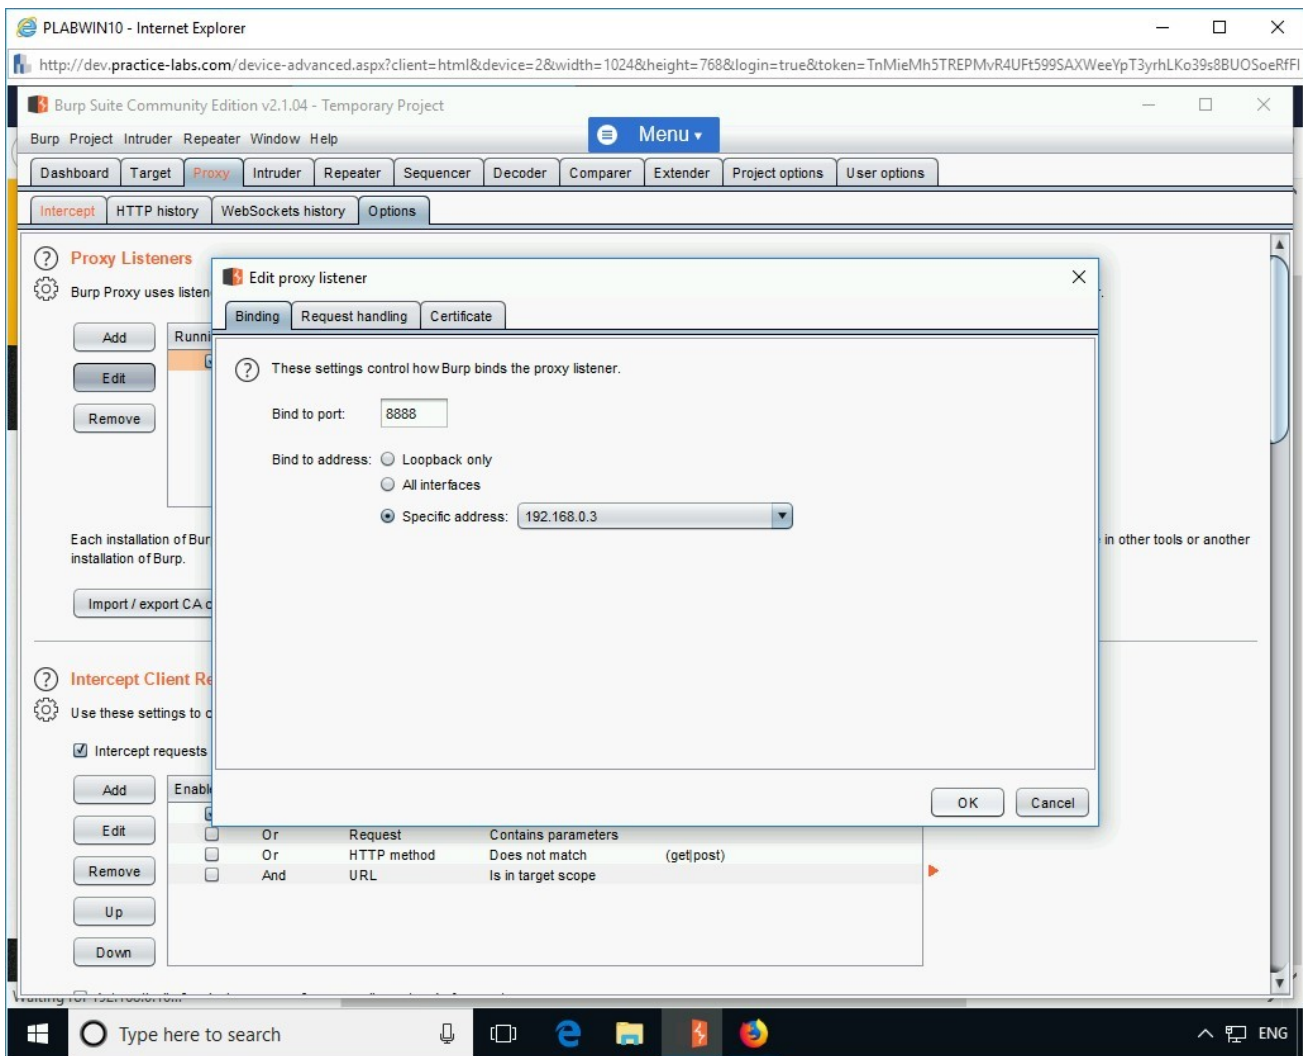 PLABWIN10 - Internet Explorer
http://dev.practice-labs.com/device-advanced.aspx?client=html&device=2&width=1024&height=768&login=true&token=TnMieMh5TREPMvR4UFt599SAXWeeYpT3yrhLKo39s8BUOSoeRfFl
Burp Suite Community Edition v2.1.04 - Temporary Project
Burp Project Intruder Repeater Window Help
Menu
Dashboard Target Proxy Intruder Repeater Sequencer Decoder Comparer Extender Project options User options
Intercept HTTP history WebSockets history Options
Proxy Listeners
Burp Proxy uses listen
Add
Runni
Edit
Remove
Edit proxy listener
Binding Request handling Certificate
These settings control how Burp binds the proxy listener.
Bind to port: 8888
Bind to address: Loopback only
All interfaces
Specific address: 192.168.0.3
Each installation of Bur in other tools or another
installation of Burp.
Import / export CA c
OK Cancel
Intercept Client Re
Use these settings to c
Intercept requests
Add Enabl
Edit Or Request Contains parameters
Or HTTP method Does not match (get|post)
Remove And URL Is in target scope
Up
Down
Type here to search
ENG